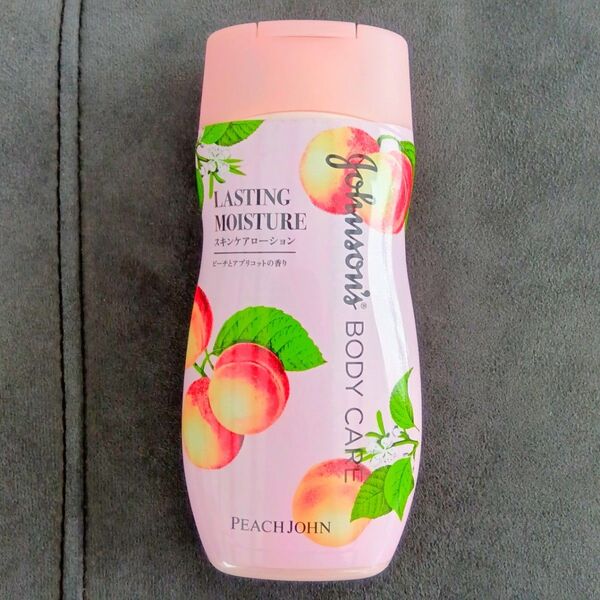 LASTING
MOISTURE
スキンケアローション
ピーチとアプリコットの香り
Johnson's® BODY CARE
PEACH JOHN